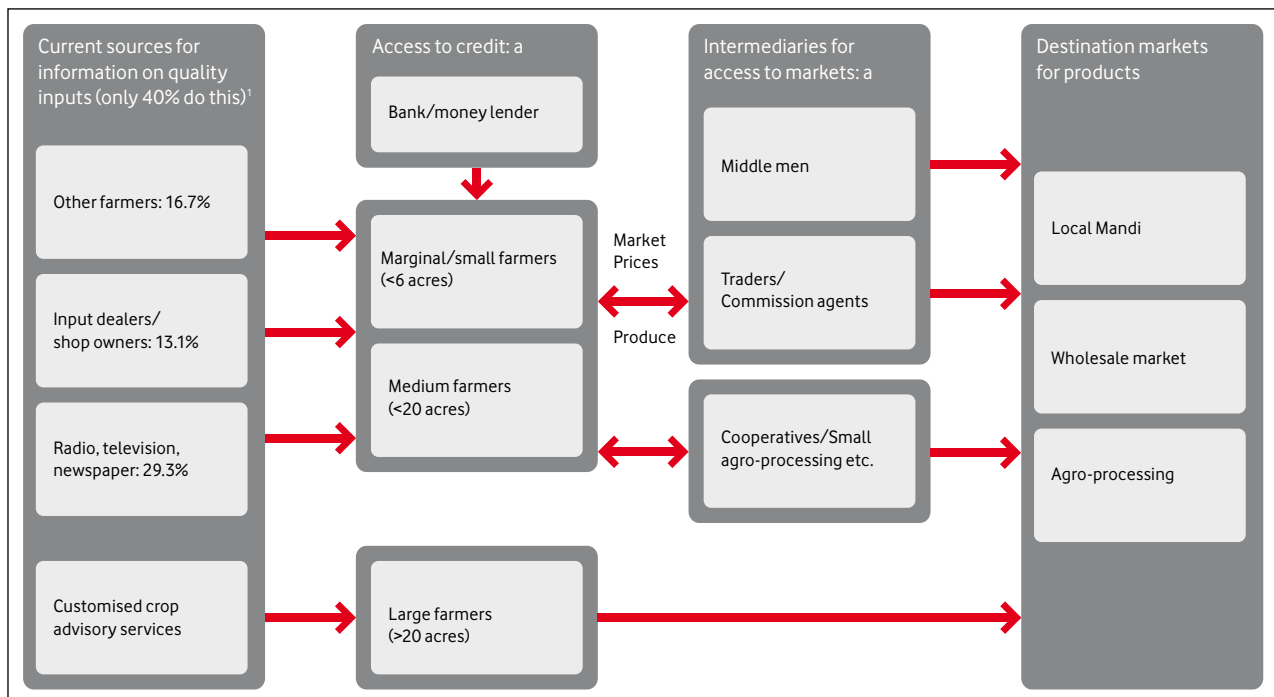 Current sources for
information on quality
inputs (only 40% do this)¹
Other farmers: 16.7%
Input dealers/
shop owners: 13.1%
Radio, television,
newspaper: 29.3%
Customised crop
advisory services
Access to credit: a
Bank/money lender
Marginal/small farmers
(<6 acres)
Medium farmers
(<20 acres)
Large farmers
(>20 acres)
Market
Prices
Produce
Intermediaries for
access to markets: a
Middle men
Traders/
Commission agents
Cooperatives/Small
agro-processing etc.
Destination markets
for products
Local Mandi
Wholesale market
Agro-processing